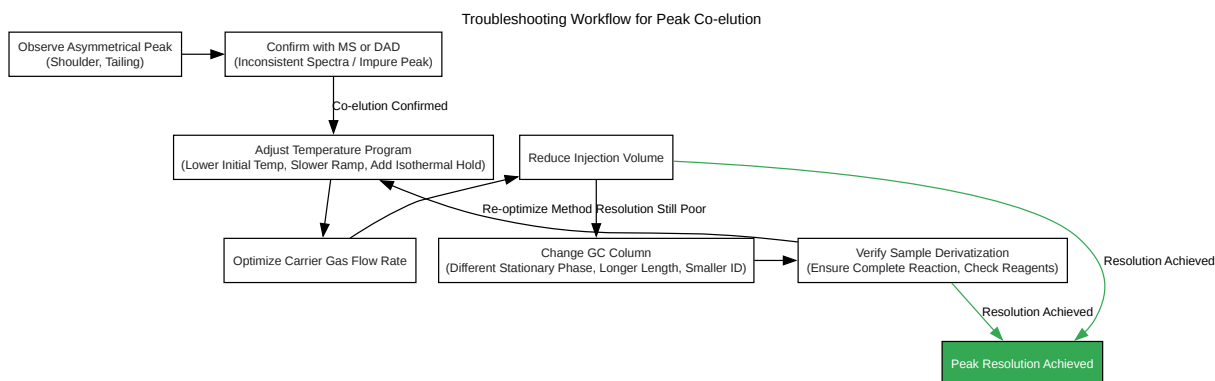 Troubleshooting Workflow for Peak Co-elution
Observe Asymmetrical Peak
(Shoulder, Tailing)
Confirm with MS or DAD
(Inconsistent Spectra / Impure Peak)
Co-elution Confirmed
Adjust Temperature Program
(Lower Initial Temp, Slower Ramp, Add Isothermal Hold)
Reduce Injection Volume
Re-optimize Method
Resolution Still Poor
Optimize Carrier Gas Flow Rate
Change GC Column
(Different Stationary Phase, Longer Length, Smaller ID)
Verify Sample Derivatization
(Ensure Complete Reaction, Check Reagents)
Resolution Achieved
Resolution Achieved
Peak Resolution Achieved